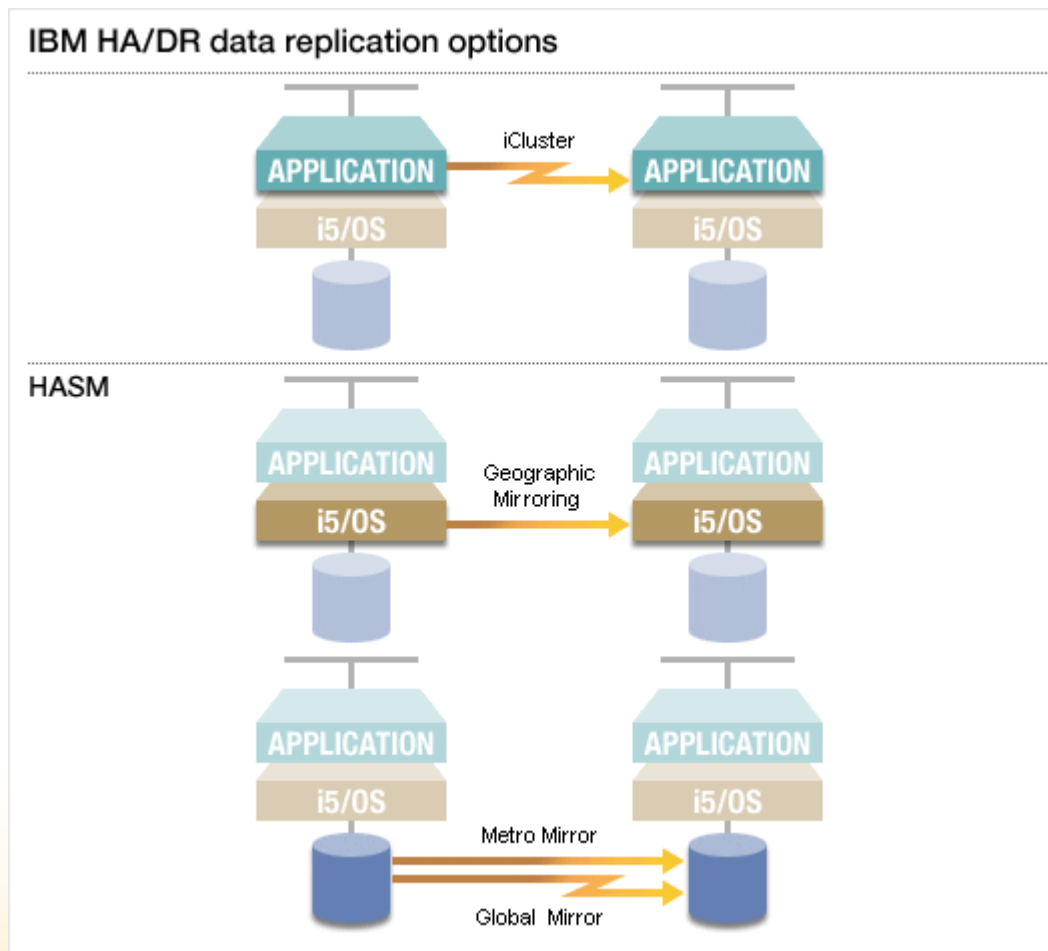 IBM HA/DR data replication options
iCluster
APPLICATION APPLICATION
i5/OS i5/OS
HASM
APPLICATION APPLICATION
Geographic
Mirroring
i5/OS i5/OS
APPLICATION APPLICATION
i5/OS i5/OS
Metro Mirror
Global Mirror